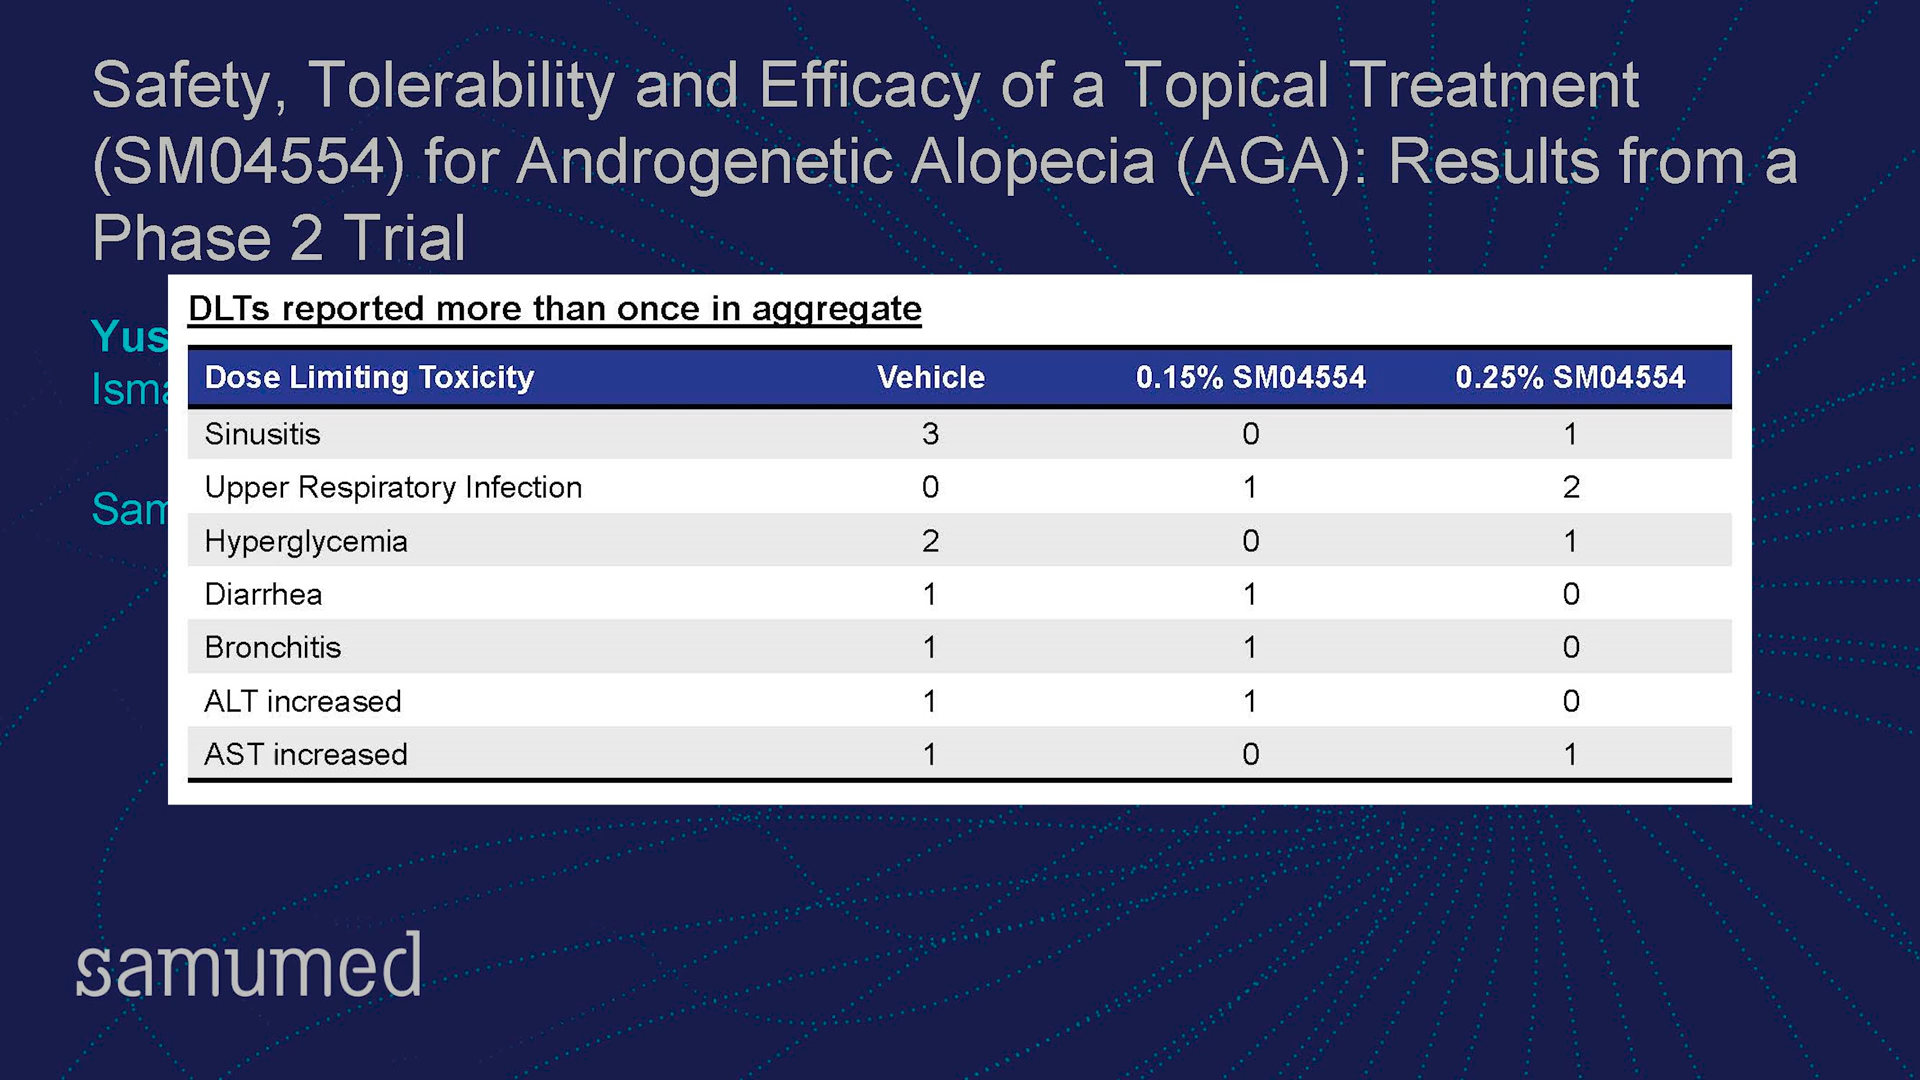 Safety, Tolerability and Efficacy of a Topical Treatment
(SM04554) for Androgenetic Alopecia (AGA): Results from a
Phase 2 Trial
DLTs reported more than once in aggregate
Dose Limiting Toxicity Vehicle 0.15% SM04554 0.25% SM04554
Sinusitis 3 0 1
Upper Respiratory Infection 0 1 2
Hyperglycemia 2 0 1
Diarrhea 1 1 0
Bronchitis 1 1 0
ALT increased 1 1 0
AST increased 1 0 1
samumed